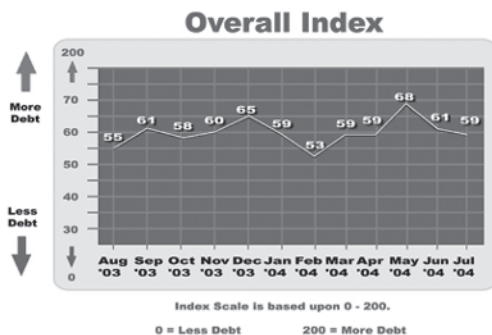 Overall Index
200
More
Debt
70
60
50
40
30
Less
Debt
0
55 61 58 60 65 59 53 59 59 68 61 59
Aug Sep Oct Nov Dec Jan Feb Mar Apr May Jun Jul
'03 '03 '03 '03 '03 '04 '04 '04 '04 '04 '04 '04
Index Scale is based upon 0 - 200.
0 = Less Debt 200 = More Debt